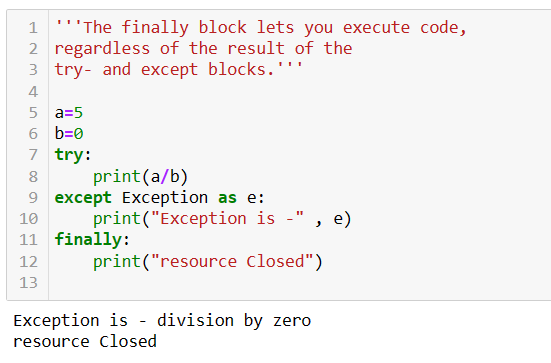 1 '''The finally block lets you execute code,
2 regardless of the result of the
3 try- and except blocks.'''
4
5 a=5
6 b=0
7 try:
8     print(a/b)
9 except Exception as e:
10     print("Exception is -" , e)
11 finally:
12     print("resource Closed")
13
Exception is - division by zero
resource Closed